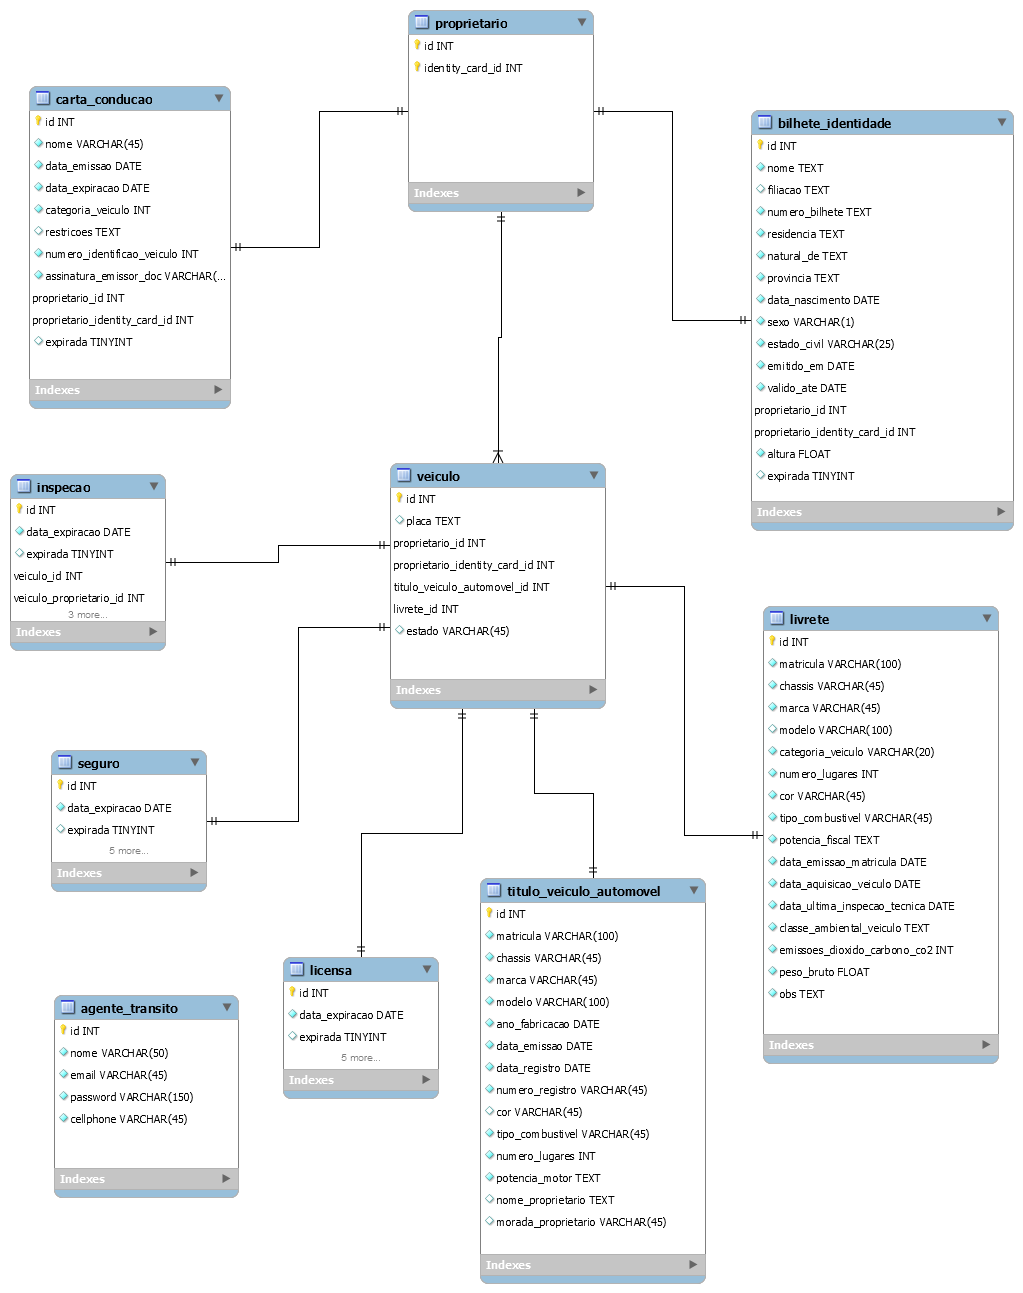 proprietario
id INT
identity_card_id INT
Indexes
carta_conducao
id INT
nome VARCHAR(45)
data_emissao DATE
data_expiracao DATE
categoria_veiculo INT
restricoes TEXT
numero_identificao_veiculo INT
assinatura_emissor_doc VARCHAR(...
proprietario_id INT
proprietario_identity_card_id INT
expirada TINYINT
Indexes
bilhete_identidade
id INT
nome TEXT
filiacao TEXT
numero_bilhete TEXT
residencia TEXT
natural_de TEXT
provincia TEXT
data_nascimento DATE
sexo VARCHAR(1)
estado_civil VARCHAR(25)
emitido_em DATE
valido_ate DATE
proprietario_id INT
proprietario_identity_card_id INT
altura FLOAT
expirada TINYINT
Indexes
inspecao
id INT
data_expiracao DATE
expirada TINYINT
veiculo_id INT
veiculo_proprietario_id INT
3 more...
Indexes
veiculo
id INT
placa TEXT
proprietario_id INT
proprietario_identity_card_id INT
titulo_veiculo_automovel_id INT
livrete_id INT
estado VARCHAR(45)
Indexes
livrete
id INT
matricula VARCHAR(100)
chassis VARCHAR(45)
marca VARCHAR(45)
modelo VARCHAR(100)
categoria_veiculo VARCHAR(20)
numero_lugares INT
cor VARCHAR(45)
tipo_combustivel VARCHAR(45)
potencia_fiscal TEXT
data_emissao_matricula DATE
data_aquisicao_veiculo DATE
data_ultima_inspecao_tecnica DATE
classe_ambiental_veiculo TEXT
emissoes_dioxido_carbono_co2 INT
peso_bruto FLOAT
obs TEXT
Indexes
seguro
id INT
data_expiracao DATE
expirada TINYINT
5 more...
Indexes
titulo_veiculo_automovel
id INT
matricula VARCHAR(100)
chassis VARCHAR(45)
marca VARCHAR(45)
modelo VARCHAR(100)
ano_fabricacao DATE
data_emissao DATE
data_registro DATE
numero_registro VARCHAR(45)
cor VARCHAR(45)
tipo_combustivel VARCHAR(45)
numero_lugares INT
potencia_motor TEXT
nome_proprietario TEXT
morada_proprietario VARCHAR(45)
Indexes
licensa
id INT
data_expiracao DATE
expirada TINYINT
5 more...
Indexes
agente_transito
id INT
nome VARCHAR(50)
email VARCHAR(45)
password VARCHAR(150)
cellphone VARCHAR(45)
Indexes